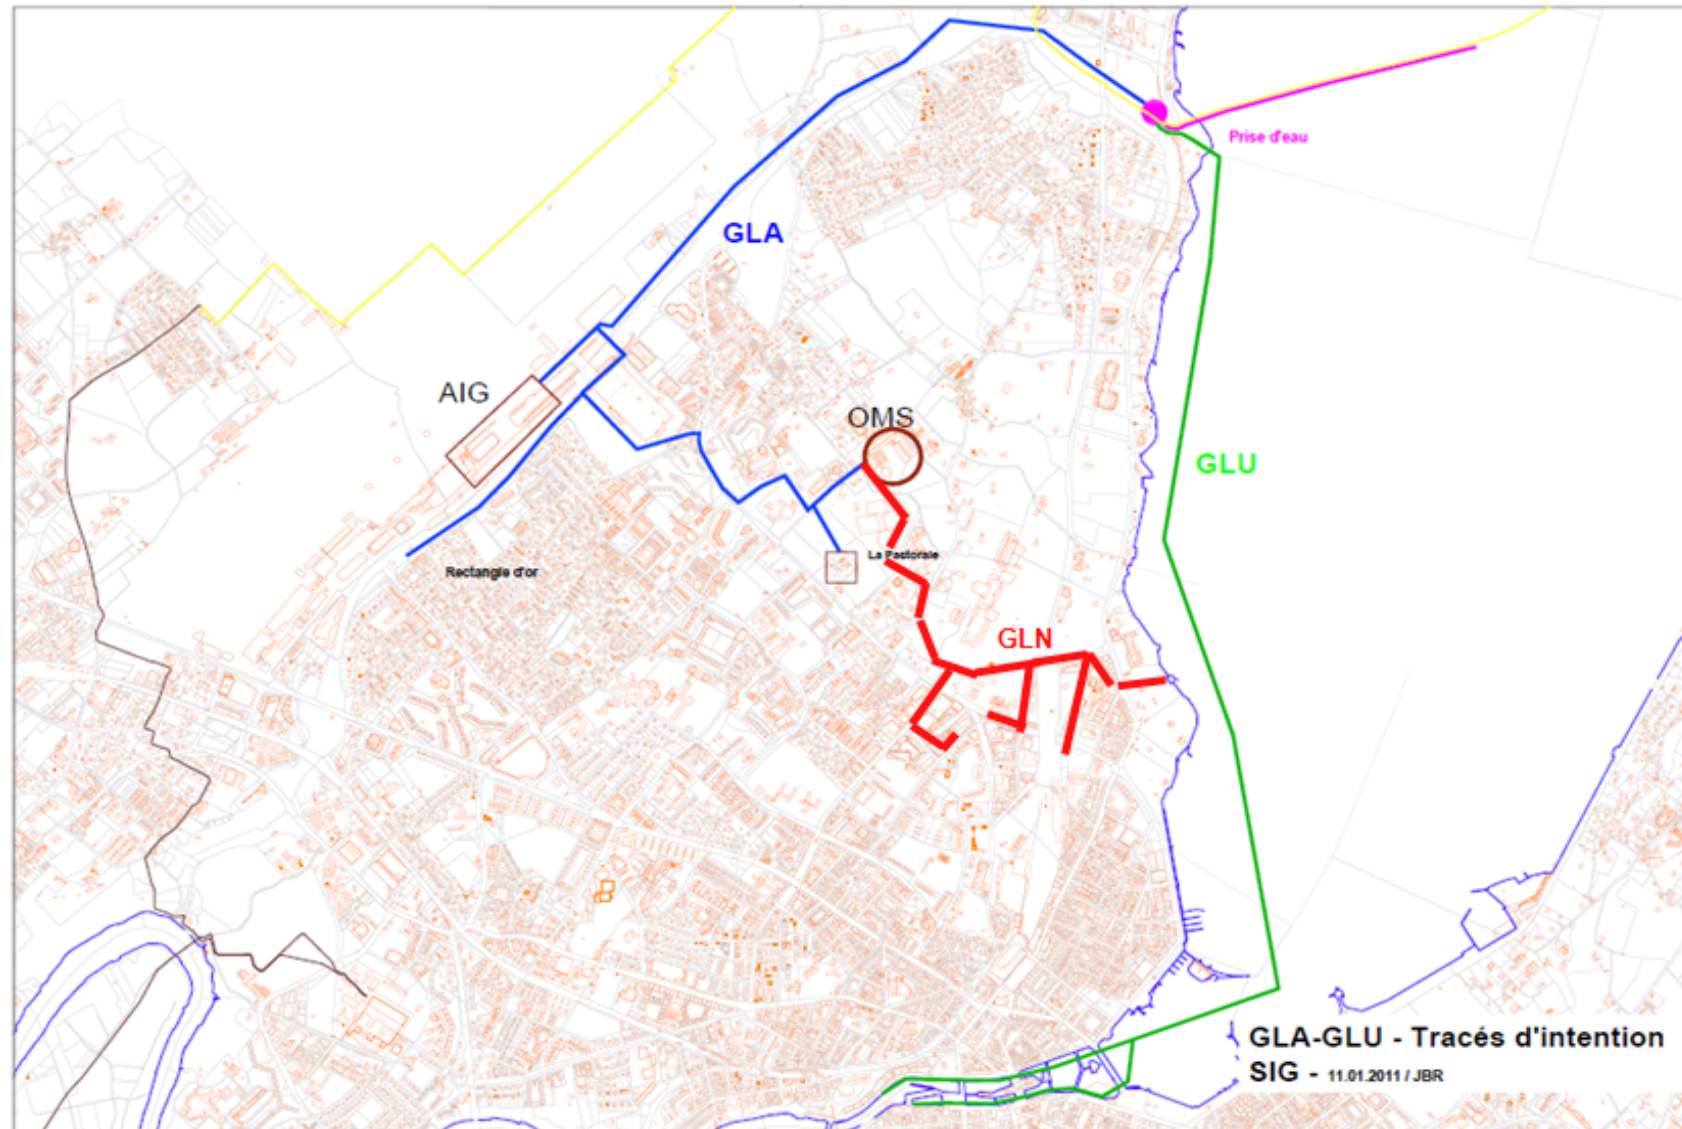 Prise d'eau
GLA
AIG
OMS
GLU
La Pastorale
Rectangle d'or
GLN
GLA-GLU - Tracés d'intention
SIG - 11.01.2011 / JBR